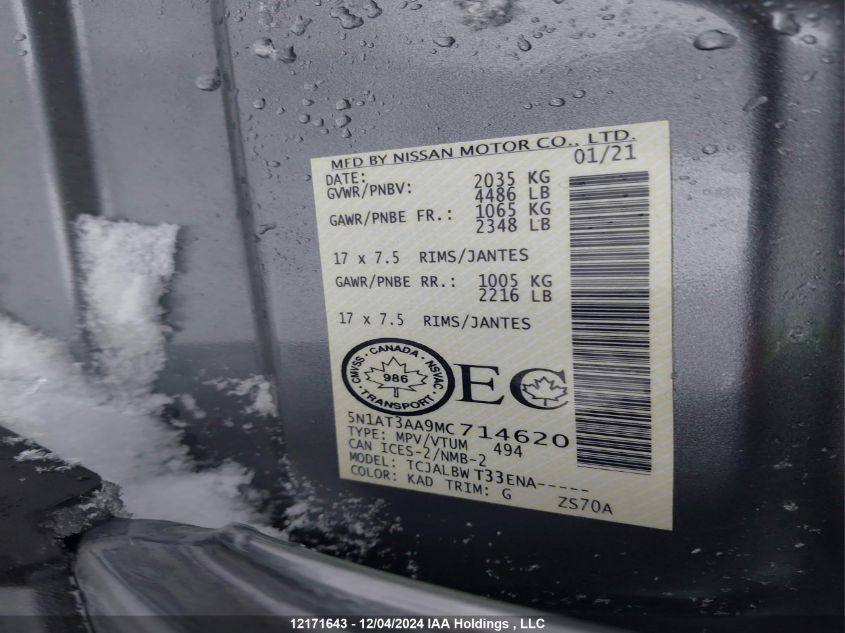 MFD BY NISSAN MOTOR CO., LTD.
DATE: 01/21
GVWR/PNBV: 2035 KG
4486 LB
GAWR/PNBE FR.: 1065 KG
2348 LB
17 x 7.5 RIMS/JANTES
GAWR/PNBE RR.: 1005 KG
2216 LB
17 x 7.5 RIMS/JANTES
CMVSS · CANADA · NSVAC
986
· TRANSPORT ·
EC
5N1AT3AA9MC 714620
TYPE: MPV/VTUM 494
CAN ICES-2/NMB-2
MODEL: TCJALBW T33ENA-----
COLOR: KAD TRIM: G ZS70A
12171643 - 12/04/2024 IAA Holdings , LLC